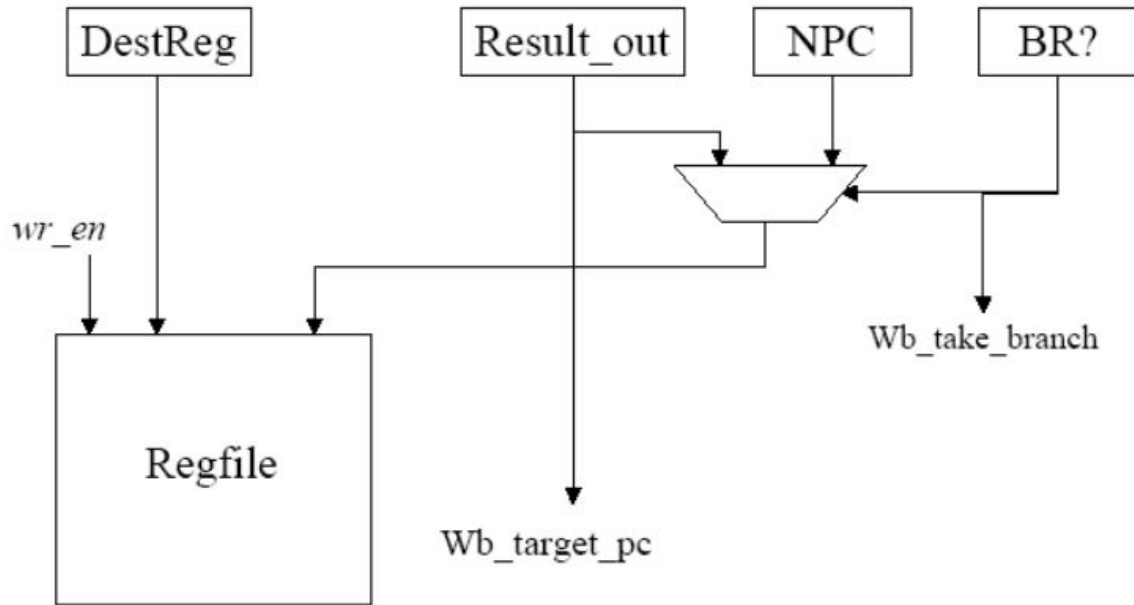 DestReg
Result_out
NPC
BR?
wr_en
Wb_take_branch
Regfile
Wb_target_pc